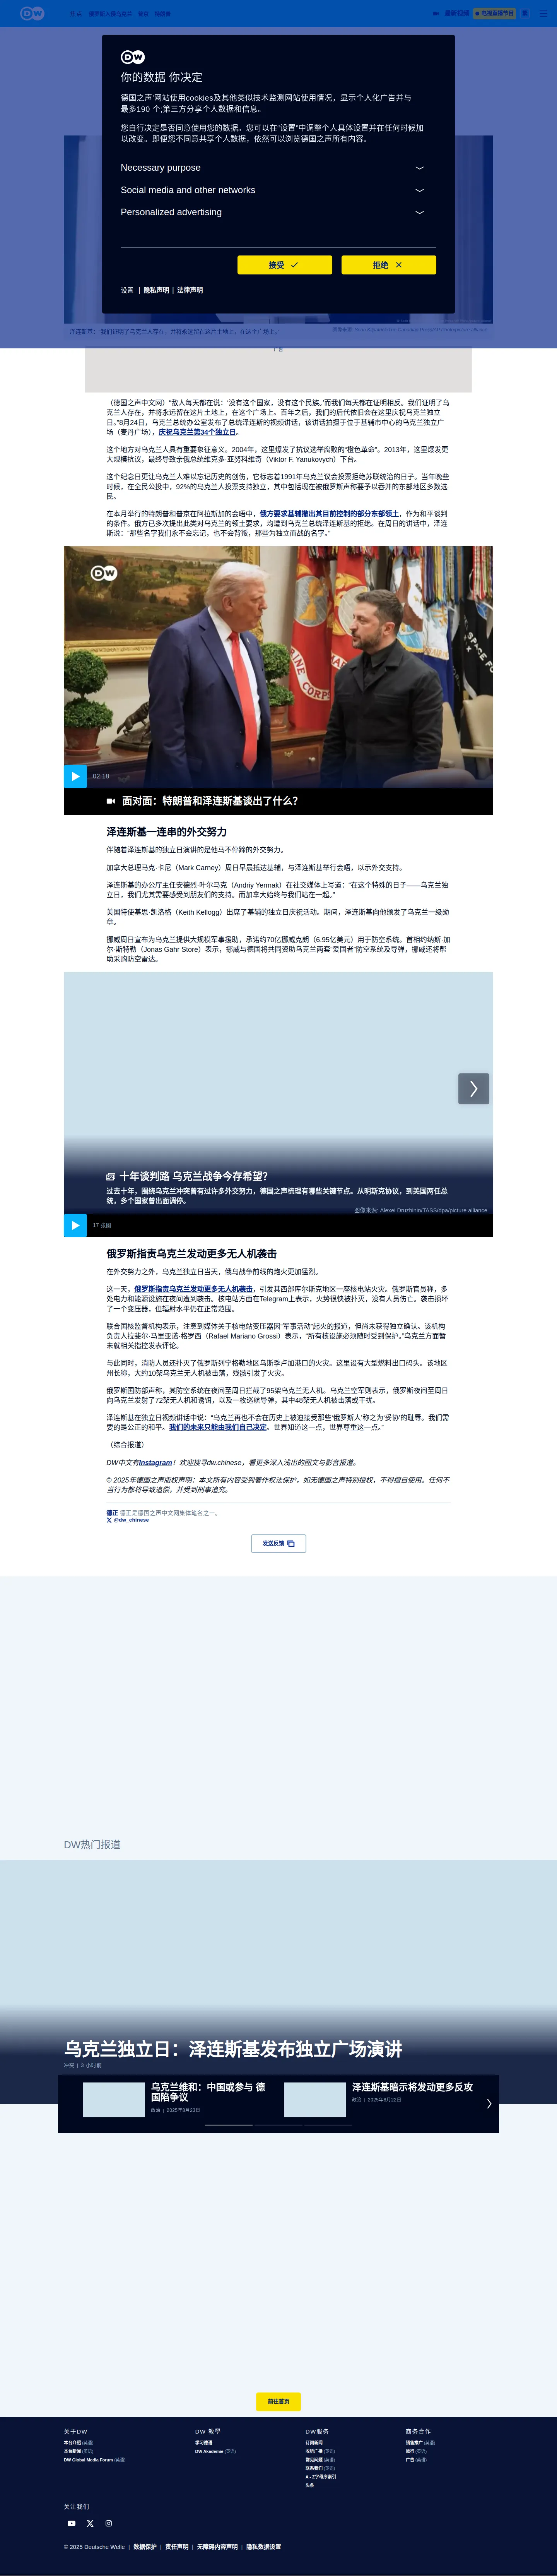 DW
最新视频
电视直播节目
DW
你的数据 你决定
德国之声'网站使用cookies及其他类似技术监测网站使用情况，显示个人化广告并与
最多190 个;第三方分享个人数据和信息。
您自行决定是否同意使用您的数据。您可以在“设置”中调整个人具体设置并在任何时候加
以改变。即便您不同意共享个人数据，依然可以浏览德国之声所有内容。
Necessary purpose
Social media and other networks
Personalized advertising
接受
拒绝
设置 | 隐私声明 | 法律声明
泽连斯基：“我们证明了乌克兰人存在，并将永远留在这片土地上，在这个广场上。”
广告
（德国之声中文网）“敌人每天都在说：‘没有这个国家，没有这个民族。’而我们每天都在证明相反。我们证明了乌
克兰人存在，并将永远留在这片土地上，在这个广场上。百年之后，我们的后代依旧会在这里庆祝乌克兰独立
日。”8月24日，乌克兰总统办公室发布了总统泽连斯的视频讲话，该讲话拍摄于位于基辅市中心的乌克兰独立广
场（麦丹广场），庆祝乌克兰第34个独立日。
这个地方对乌克兰人具有重要象征意义。2004年，这里爆发了抗议选举腐败的“橙色革命”。2013年，这里爆发更
大规模抗议，最终导致亲俄总统维克多·亚努科维奇（Viktor F. Yanukovych）下台。
这个纪念日更让乌克兰人难以忘记历史的创伤，它标志着1991年乌克兰议会投票拒绝苏联统治的日子。当年晚些
时候，在全民公投中，92%的乌克兰人投票支持独立，其中包括现在被俄罗斯声称要予以吞并的东部地区多数选
民。
在本月举行的特朗普和普京在阿拉斯加的会晤中，俄方要求基辅撤出其目前控制的部分东部领土，作为和平谈判
的条件。俄方已多次提出此类对乌克兰的领土要求，均遭到乌克兰总统泽连斯基的拒绝。在周日的讲话中，泽连
斯说：“那些名字我们永不会忘记，也不会背叛，那些为独立而战的名字。”
DW
02:18
面对面：特朗普和泽连斯基谈出了什么？
泽连斯基一连串的外交努力
伴随着泽连斯基的独立日演讲的是他马不停蹄的外交努力。
加拿大总理马克·卡尼（Mark Carney）周日早晨抵达基辅，与泽连斯基举行会晤，以示外交支持。
泽连斯基的办公厅主任安德烈·叶尔马克（Andriy Yermak）在社交媒体上写道：“在这个特殊的日子——乌克兰独
立日，我们尤其需要感受到朋友们的支持。而加拿大始终与我们站在一起。”
美国特使基思·凯洛格（Keith Kellogg）出席了基辅的独立日庆祝活动。期间，泽连斯基向他颁发了乌克兰一级勋
章。
挪威周日宣布为乌克兰提供大规模军事援助，承诺约70亿挪威克朗（6.95亿美元）用于防空系统。首相约纳斯·加
尔·斯特勒（Jonas Gahr Store）表示，挪威与德国将共同资助乌克兰两套“爱国者”防空系统及导弹，挪威还将帮
助采购防空雷达。
十年谈判路 乌克兰战争今存希望？
过去十年，围绕乌克兰冲突曾有过许多外交努力，德国之声梳理有哪些关键节点。从明斯克协议，到美国两任总
统，多个国家曾出面调停。
图像来源: Alexei Druzhinin/TASS/dpa/picture alliance
17 张图
俄罗斯指责乌克兰发动更多无人机袭击
在外交努力之外，乌克兰独立日当天，俄乌战争前线的炮火更加猛烈。
这一天，俄罗斯指责乌克兰发动更多无人机袭击，引发其西部库尔斯克地区一座核电站火灾。俄罗斯官员称，多
处电力和能源设施在夜间遭到袭击。核电站方面在Telegram上表示，火势很快被扑灭，没有人员伤亡。袭击损坏
了一个变压器，但辐射水平仍在正常范围。
联合国核监督机构表示，注意到媒体关于核电站变压器因“军事活动”起火的报道，但尚未获得独立确认。该机构
负责人拉斐尔·马里亚诺·格罗西（Rafael Mariano Grossi）表示，“所有核设施必须随时受到保护。”乌克兰方面暂
未就相关指控发表评论。
与此同时，消防人员还扑灭了俄罗斯列宁格勒地区乌斯季卢加港口的火灾。这里设有大型燃料出口码头。该地区
州长称，大约10架乌克兰无人机被击落，残骸引发了火灾。
俄罗斯国防部声称，其防空系统在夜间至周日拦截了95架乌克兰无人机。乌克兰空军则表示，俄罗斯夜间至周日
向乌克兰发射了72架无人机和诱饵，以及一枚巡航导弹，其中48架无人机被击落或干扰。
泽连斯基在独立日视频讲话中说：“乌克兰再也不会在历史上被迫接受那些‘俄罗斯人’称之为‘妥协’的耻辱。我们需
要的是公正的和平。我们的未来只能由我们自己决定。世界知道这一点，世界尊重这一点。”
（综合报道）
DW中文有Instagram！欢迎搜寻dw.chinese，看更多深入浅出的图文与影音报道。
© 2025年德国之声版权声明：本文所有内容受到著作权法保护，如无德国之声特别授权，不得擅自使用。任何不
当行为都将导致追偿，并受到刑事追究。
德正 德正是德国之声中文网集体笔名之一。
@dw_chinese
发送反馈
DW热门报道
乌克兰独立日：泽连斯基发布独立广场演讲
冲突 | 3 小时前
乌克兰维和：中国或参与 德
国陷争议
政治 | 2025年8月23日
泽连斯基暗示将发动更多反攻
政治 | 2025年8月22日
前往首页
关于DW
本台介绍 (英语)
本台新闻 (英语)
DW Global Media Forum (英语)
DW 教学
学习德语
DW Akademie (英语)
DW服务
订阅新闻
收听广播 (英语)
常见问题 (英语)
联系我们 (英语)
A - Z字母序索引
头条
商务合作
销售推广 (英语)
旅行 (英语)
广告 (英语)
关注我们
© 2025 Deutsche Welle | 数据保护 | 责任声明 | 无障碍内容声明 | 隐私数据设置